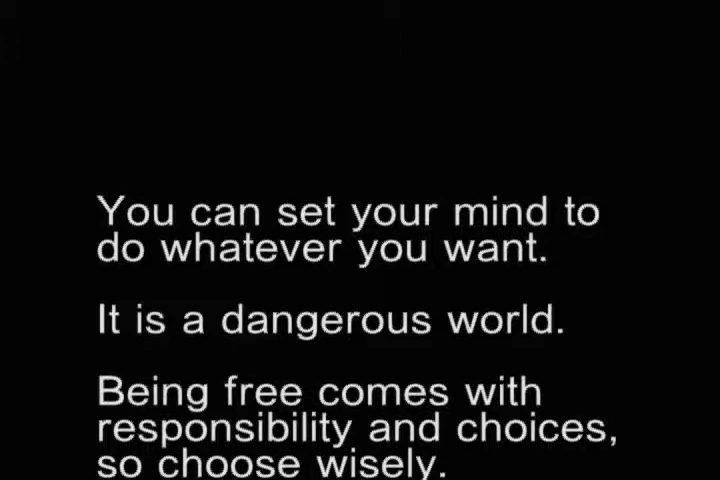 You can set your mind to
do whatever you want.
It is a dangerous world.
Being free comes with
responsibility and choices,
so choose wisely.